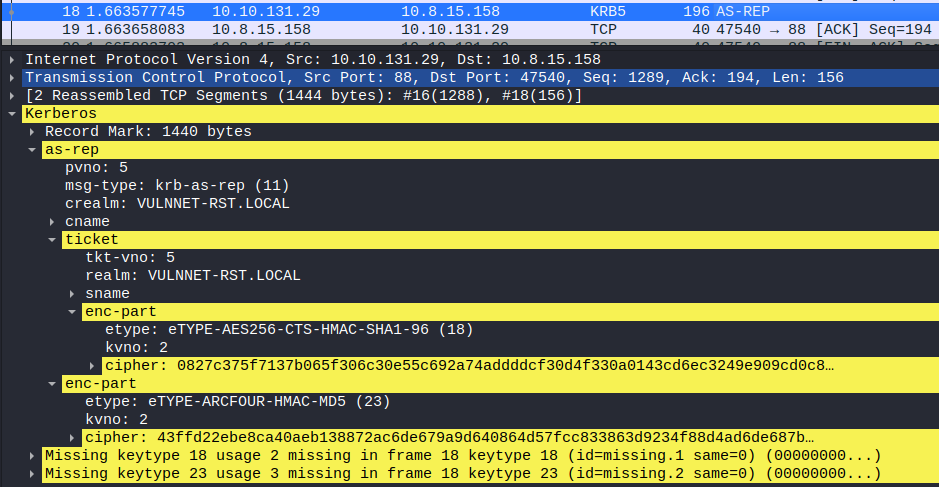 18 1.663577745 10.10.131.29 10.8.15.158 KRB5 196 AS-REP
19 1.663658083 10.8.15.158 10.10.131.29 TCP 40 47540 → 88 [ACK] Seq=194
Internet Protocol Version 4, Src: 10.10.131.29, Dst: 10.8.15.158
Transmission Control Protocol, Src Port: 88, Dst Port: 47540, Seq: 1289, Ack: 194, Len: 156
[2 Reassembled TCP Segments (1444 bytes): #16(1288), #18(156)]
Kerberos
Record Mark: 1440 bytes
as-rep
pvno: 5
msg-type: krb-as-rep (11)
crealm: VULNNET-RST.LOCAL
cname
ticket
tkt-vno: 5
realm: VULNNET-RST.LOCAL
sname
enc-part
etype: eTYPE-AES256-CTS-HMAC-SHA1-96 (18)
kvno: 2
cipher: 0827c375f7137b065f306c30e55c692a74addddcf30d4f330a0143cd6ec3249e909cd0c8…
enc-part
etype: eTYPE-ARCFOUR-HMAC-MD5 (23)
kvno: 2
cipher: 43ffd22ebe8ca40aeb138872ac6de679a9d640864d57fcc833863d9234f88d4ad6de687b…
Missing keytype 18 usage 2 missing in frame 18 keytype 18 (id=missing.1 same=0) (00000000...)
Missing keytype 23 usage 3 missing in frame 18 keytype 23 (id=missing.2 same=0) (00000000...)